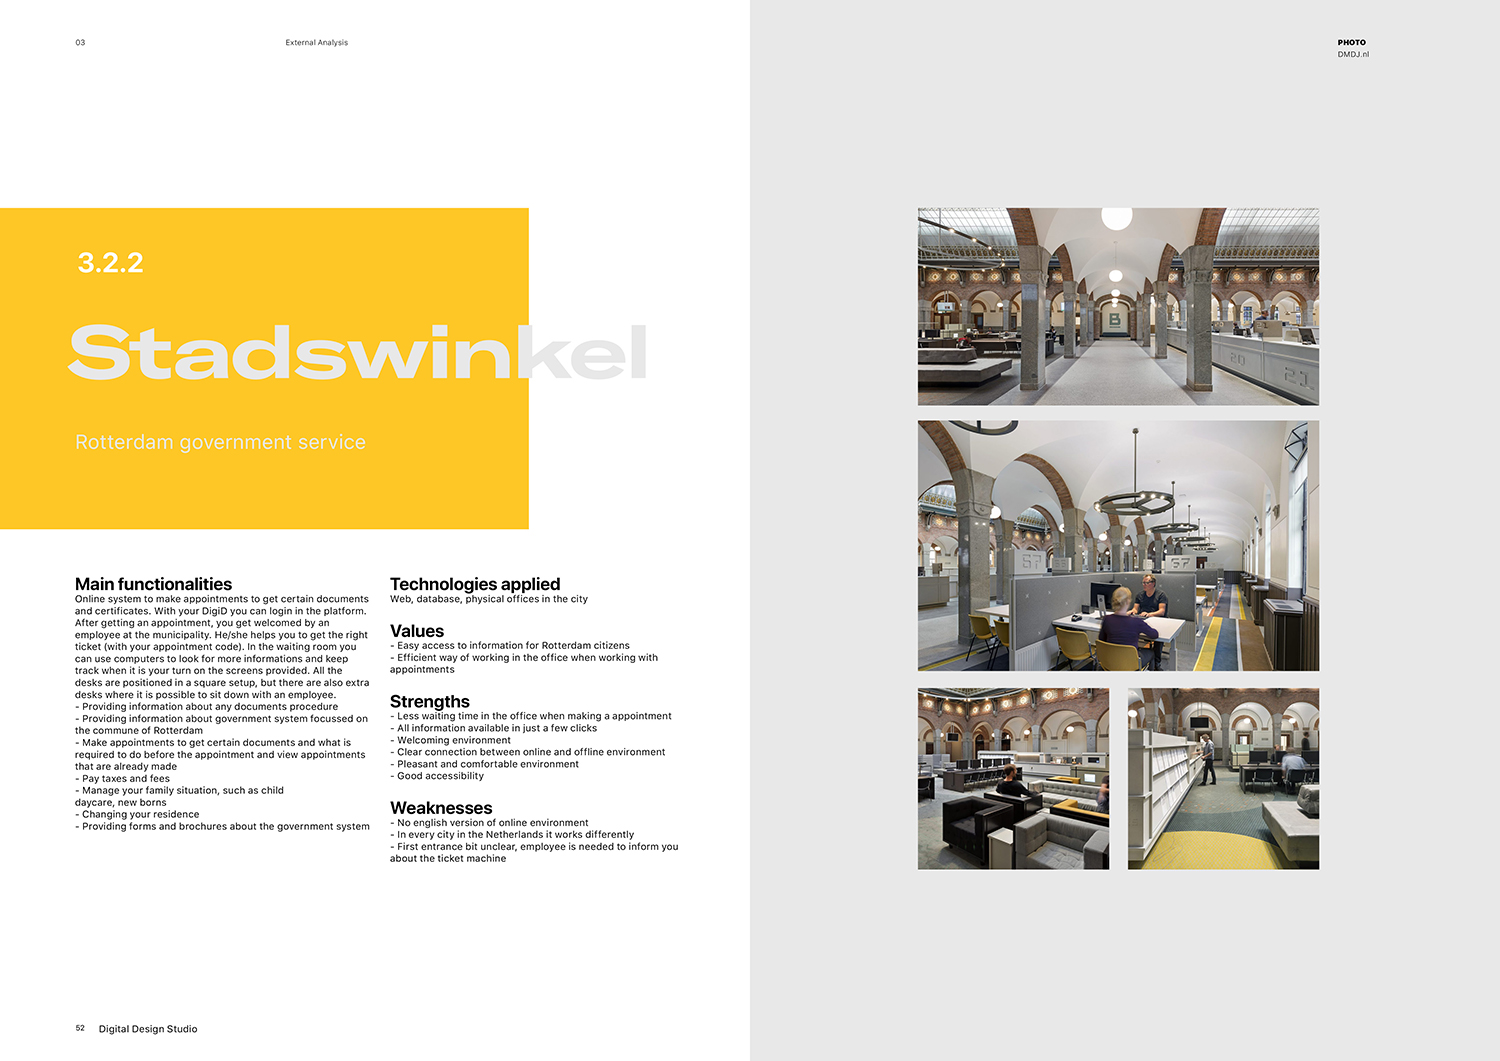 03
External Analysis
PHOTO
DMDJ.nl
3.2.2
Stadswinkel
Rotterdam government service
Main functionalities
Online system to make appointments to get certain documents
and certificates. With your DigiD you can login in the platform.
After getting an appointment, you get welcomed by an
employee at the municipality. He/she helps you to get the right
ticket (with your appointment code). In the waiting room you
can use computers to look for more informations and keep
track when it is your turn on the screens provided. All the
desks are positioned in a square setup, but there are also extra
desks where it is possible to sit down with an employee.
- Providing information about any documents procedure
- Providing information about government system focussed on
the commune of Rotterdam
- Make appointments to get certain documents and what is
required to do before the appointment and view appointments
that are already made
- Pay taxes and fees
- Manage your family situation, such as child
daycare, new borns
- Changing your residence
- Providing forms and brochures about the government system
Technologies applied
Web, database, physical offices in the city
Values
- Easy access to information for Rotterdam citizens
- Efficient way of working in the office when working with
appointments
Strengths
- Less waiting time in the office when making a appointment
- All information available in just a few clicks
- Welcoming environment
- Clear connection between online and offline environment
- Pleasant and comfortable environment
- Good accessibility
Weaknesses
- No english version of online environment
- In every city in the Netherlands it works differently
- First entrance bit unclear, employee is needed to inform you
about the ticket machine
B
20
21
57
57
52
Digital Design Studio